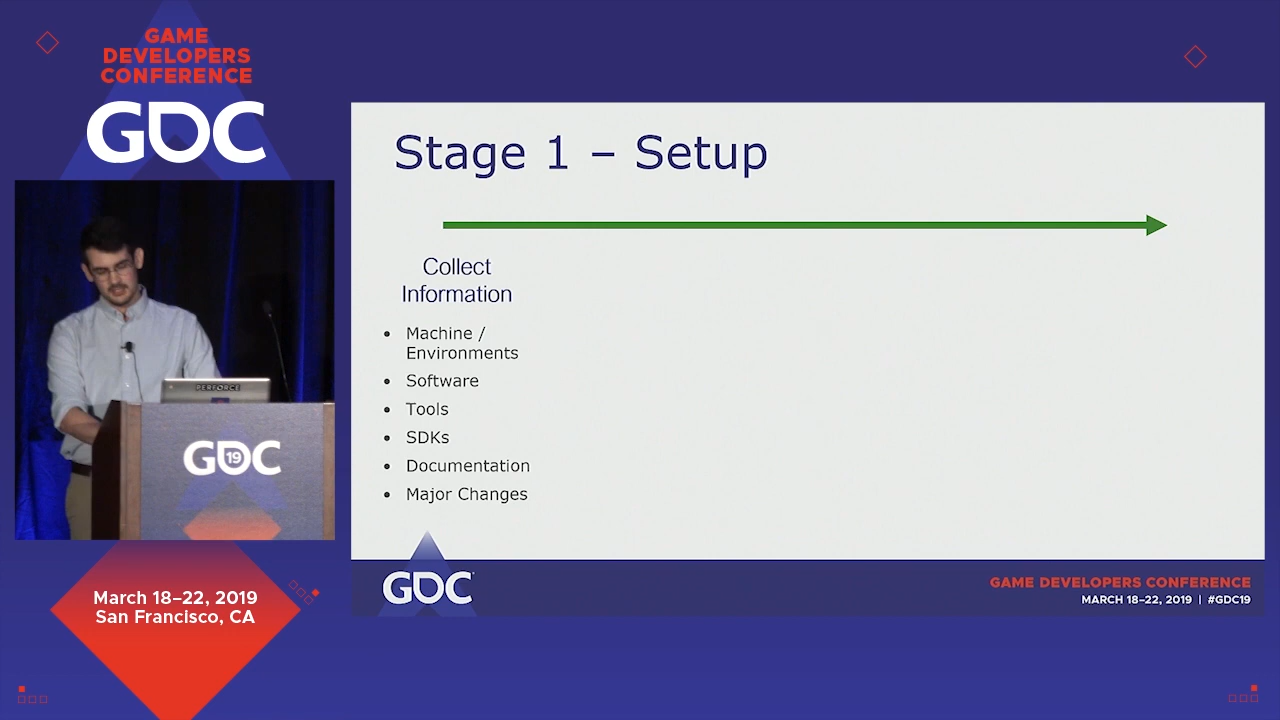 GAME
DEVELOPERS
CONFERENCE
GDC
Stage 1 – Setup
Collect
Information
• Machine /
Environments
• Software
• Tools
• SDKs
• Documentation
• Major Changes
PERFORCE
GDC
19
March 18–22, 2019
San Francisco, CA
GDC
GAME DEVELOPERS CONFERENCE
MARCH 18–22, 2019 | #GDC19